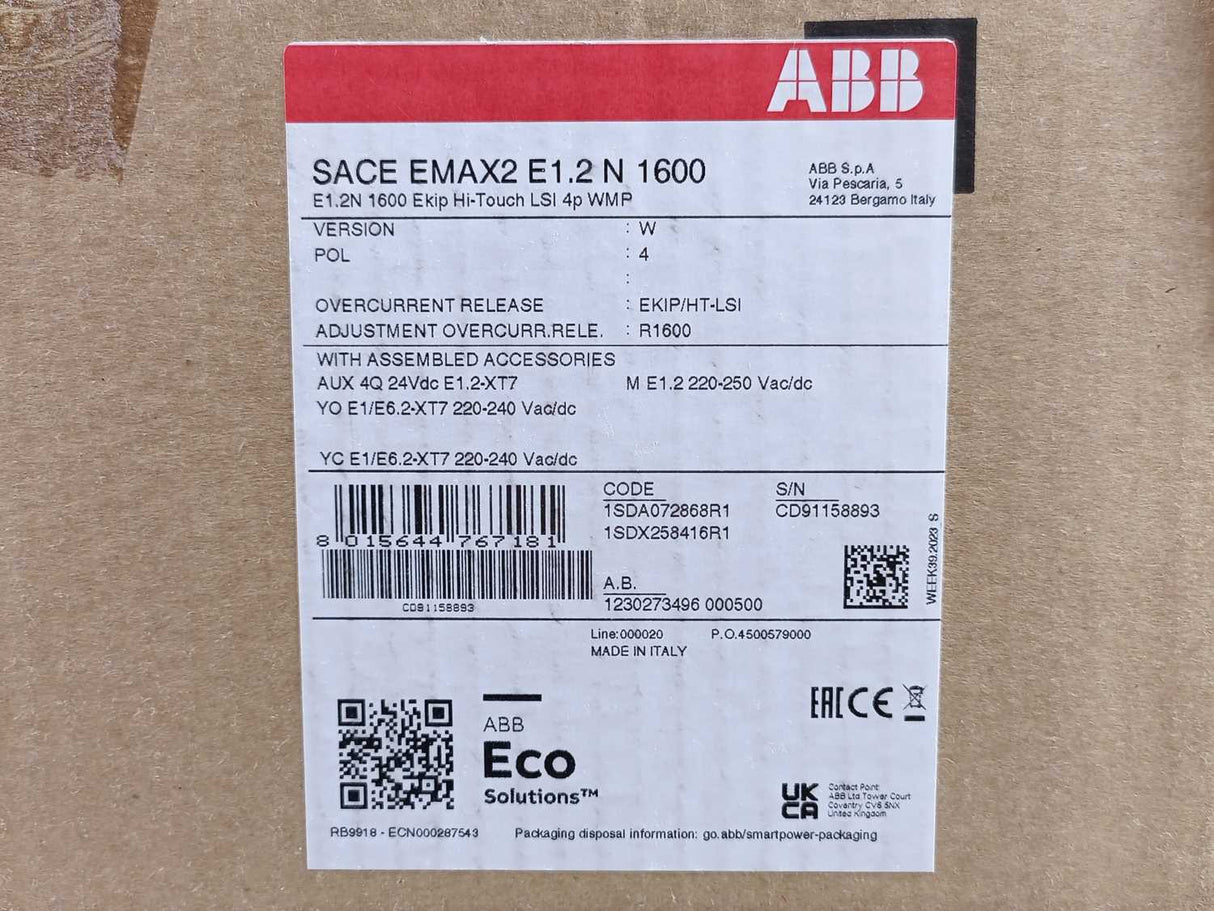 ABB
SACE EMAX2 E1.2 N 1600
E1.2N 1600 Ekip Hi-Touch LSI 4p WMP
ABB S.p.A
Via Pescaria, 5
24123 Bergamo Italy
VERSION : W
POL : 4
:
OVERCURRENT RELEASE : EKIP/HT-LSI
ADJUSTMENT OVERCURR.RELE. : R1600
WITH ASSEMBLED ACCESSORIES
AUX 4Q 24Vdc E1.2-XT7 M E1.2 220-250 Vac/dc
YO E1/E6.2-XT7 220-240 Vac/dc
YC E1/E6.2-XT7 220-240 Vac/dc
8 015644 767181
CD91158893
CODE
1SDA072868R1
1SDX258416R1
S/N
CD91158893
A.B.
1230273496 000500
WEEK39.2023_S
Line:000020 P.O.4500579000
MADE IN ITALY
EAC CE
ABB
Eco
Solutions™
UK
CA
Contact Point
ABB Ltd Tower Court
Coventry CV6 5NX
United Kingdom
RB9918 - ECN000287543 Packaging disposal information: go.abb/smartpower-packaging